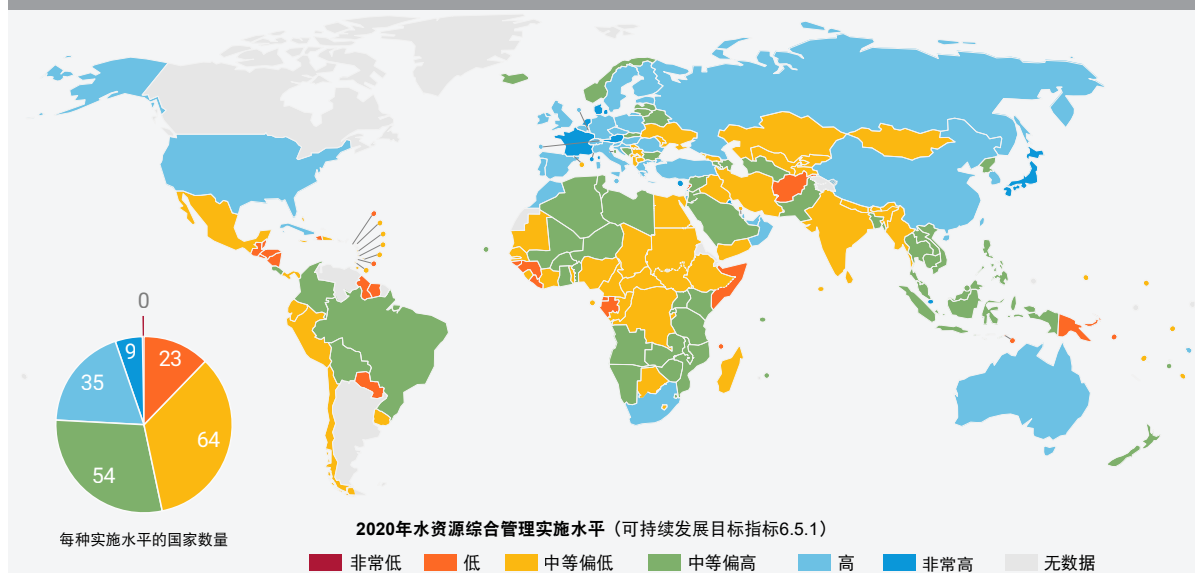 0
9
23
35
64
54
每种实施水平的国家数量
2020年水资源综合管理实施水平（可持续发展目标指标6.5.1）
非常低 低 中等偏低 中等偏高 高 非常高 无数据